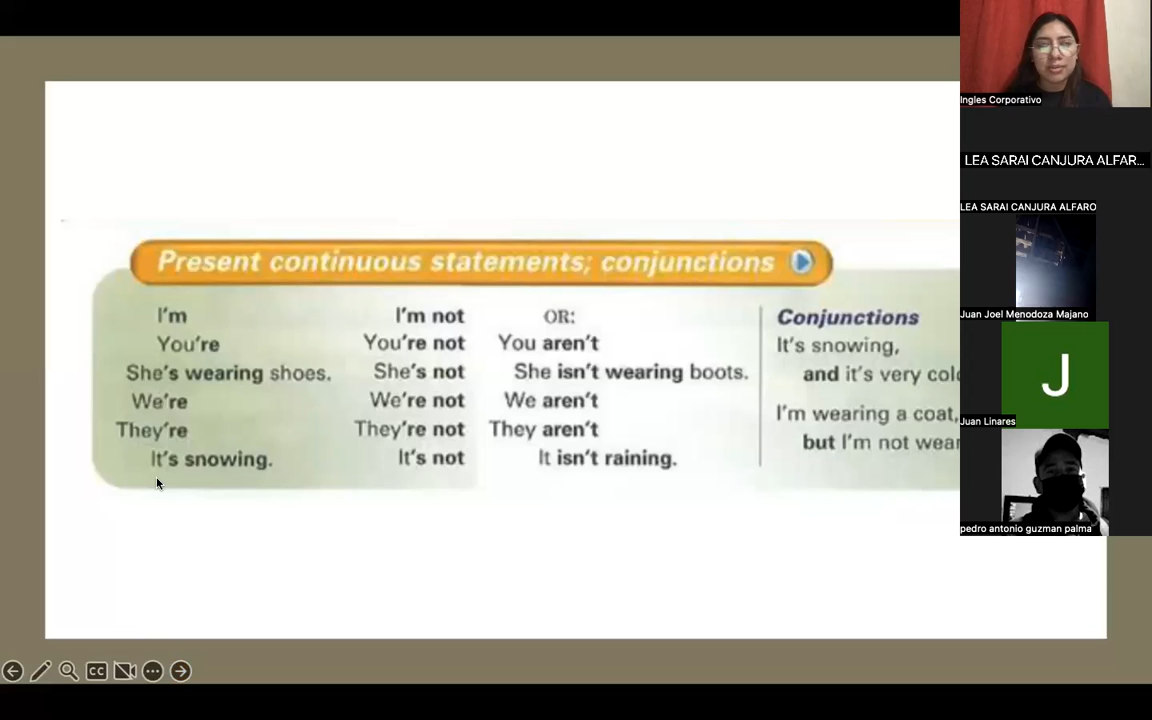 Present continuous statements; conjunctions
I'm I'm not OR: Conjunctions
You're You're not You aren't It's snowing,
She's wearing shoes. She's not She isn't wearing boots. and it's very
We're We're not We aren't I'm wearing a coat,
They're They're not They aren't but I'm not
It's snowing. It's not It isn't raining.
CC
Ingles Corporativo
LEA SARAI CANJURA ALFAR...
LEA SARAI CANJURA ALFARO
Juan Joel Mendodoza Majano
J
Juan Linares
pedro antonio guzman palma